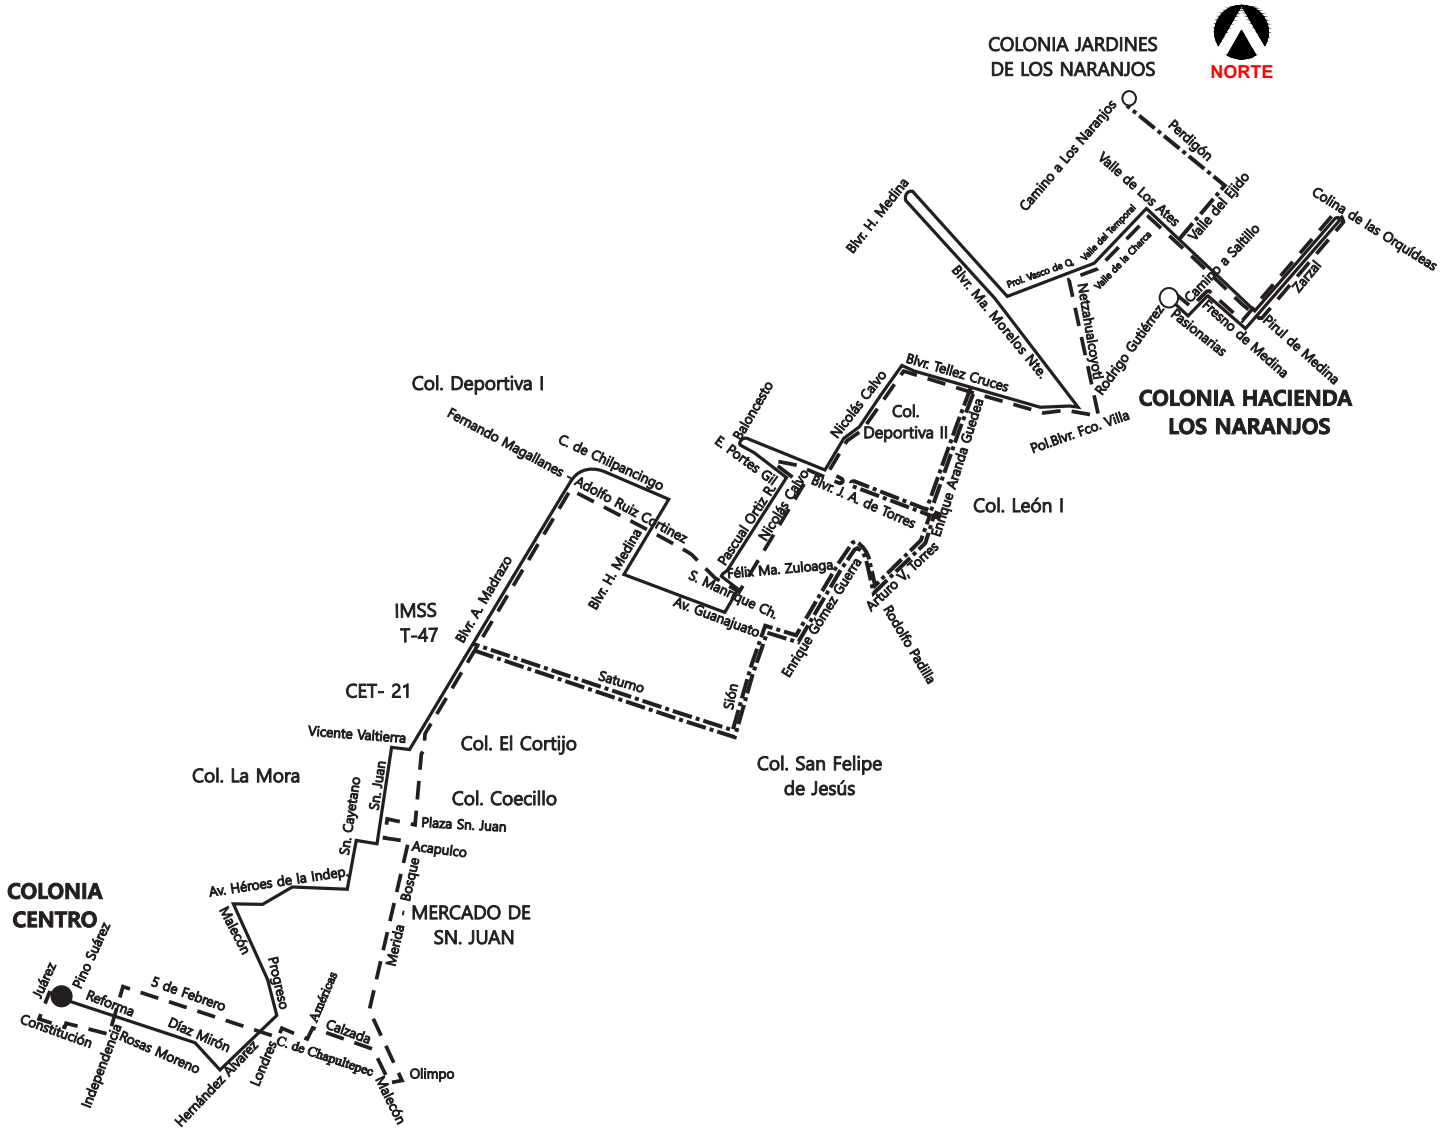 COLONIA JARDINES
DE LOS NARANJOS
NORTE
Camino a Los Naranjos
Perdigón
Valle de Los Ates
Valle del Ejido
Colina de las Orquídeas
Blvr. H. Medina
Valle del Temporal
Valle de la Charca
Camino a Saltillo
Zarzal
Prol. Vasco de Q.
Blvr. Ma. Morelos Nte.
Netzahualcoyotl
Rodrigo Gutiérrez
Pasionarias
Fresno de Medina
Pirul de Medina
COLONIA HACIENDA
LOS NARANJOS
Pol.Blvr. Fco. Villa
Blvr. Tellez Cruces
Nicolás Calvo
Col.
Deportiva II
Enrique Aranda Guedea
Col. León I
Col. Deportiva I
Fernando Magallanes - Adolfo Ruiz Cortinez
C. de Chilpancingo
Baloncesto
E. Portes Gil
Blvr. J. A. de Torres
Pascual Ortiz R.
Nicolás Calvo
Blvr. H. Medina
Félix Ma. Zuloaga
S. Manrique Ch.
Av. Guanajuato
Enrique Gómez Guerra
Arturo V, Torres
Rodolfo Padilla
Blvr. A. Madrazo
IMSS
T-47
CET- 21
Saturno
Sión
Vicente Valtierra
Col. El Cortijo
Col. San Felipe
de Jesús
Col. La Mora
Sn. Juan
Sn. Cayetano
Col. Coecillo
Plaza Sn. Juan
Acapulco
Av. Héroes de la Indep.
Merida - Bosque
MERCADO DE
SN. JUAN
COLONIA
CENTRO
Malecón
Progreso
Juárez
Pino Suárez
5 de Febrero
Reforma
Constitución
Independencia
Díaz Mirón
Rosas Moreno
Hernández Alvarez
Londres
Américas
Calzada
C. de Chapultepec
Malecón
Olimpo